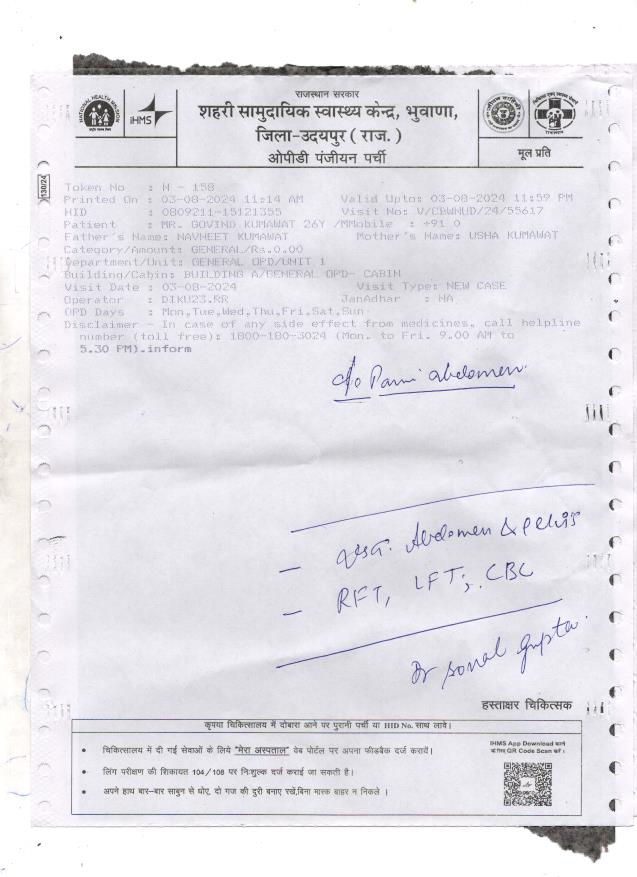 NATIONAL HEALTH MISSION
iHMS
राजस्थान सरकार
शहरी सामुदायिक स्वास्थ्य केन्द्र, भुवाणा,
जिला-उदयपुर ( राज. )
ओपीडी पंजीयन पर्ची
मूल प्रति
130/24
Token No : N - 158
Printed On : 03-08-2024 11:14 AM Valid Upto: 03-08-2024 11:59 PM
HID : 0809211-15121355 Visit No: V/CBWNUD/24/55617
Patient : MR. GOVIND KUMAWAT 26Y /MMobile : +91 0
Father's Name: NAVHEET KUMAWAT Mother's Name: USHA KUMAWAT
Category/Amount: GENERAL/Rs.0.00
Department/Unit: GENERAL OPD/UNIT 1
Building/Cabin: BUILDING A/GENERAL OPD- CABIN
Visit Date : 03-08-2024 Visit Type: NEW CASE
Operator : DIKU23.RR JanAdhar : NA
OPD Days : Mon,Tue,Wed,Thu,Fri,Sat,Sun
Disclaimer - In case of any side effect from medicines, call helpline
number (toll free): 1800-180-3024 (Mon. to Fri. 9.00 AM to
5.30 PM).inform
c/o Pain abdomen
- Abdomen & pelvis
- RFT, LFT, CBC
Dr Sonal Gupta
हस्ताक्षर चिकित्सक
कृपया चिकित्सालय में दोबारा आने पर पुरानी पर्ची या HID No. साथ लावे।
• चिकित्सालय में दी गई सेवाओं के लिये "मेरा अस्पताल" वेब पोर्टल पर अपना फीडबैक दर्ज करायें।
• लिंग परीक्षण की शिकायत 104/108 पर निःशुल्क दर्ज कराई जा सकती है।
• अपने हाथ बार-बार साबुन से धोए, दो गज की दुरी बनाए रखें,बिना मास्क बाहर न निकले ।
IHMS App Download करने
के लिए QR Code Scan करें।